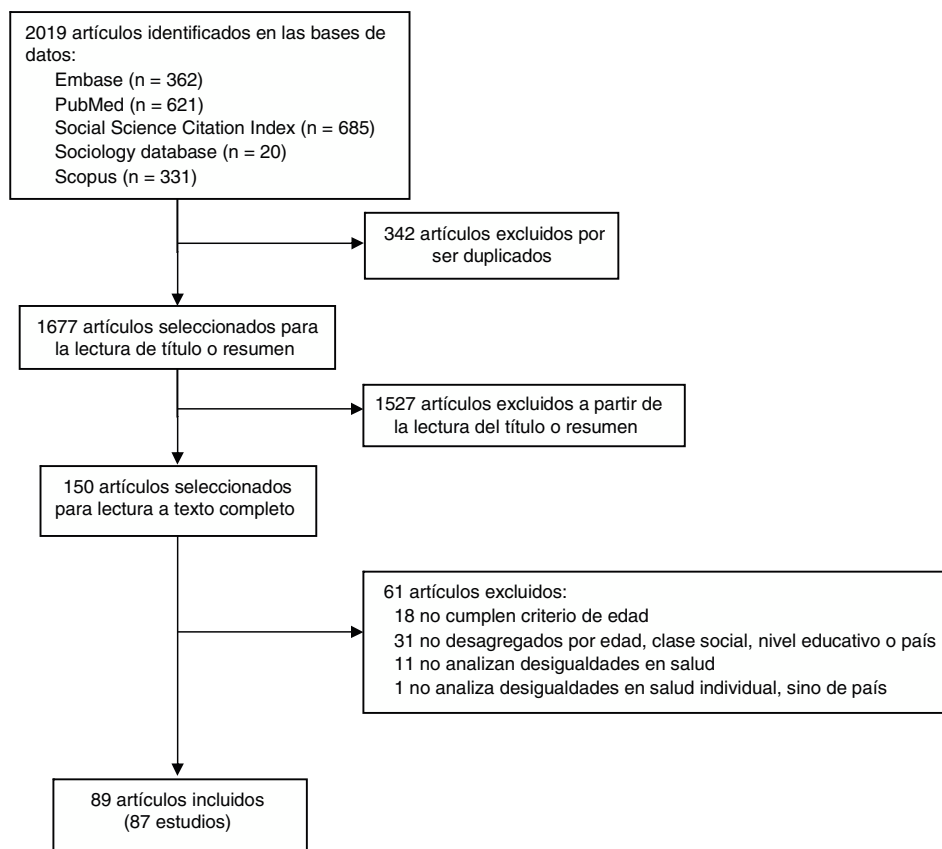 2019 artículos identificados en las bases de
datos:
Embase (n = 362)
PubMed (n = 621)
Social Science Citation Index (n = 685)
Sociology database (n = 20)
Scopus (n = 331)
342 artículos excluidos por
ser duplicados
1677 artículos seleccionados para
la lectura de título o resumen
1527 artículos excluidos a partir de
la lectura del título o resumen
150 artículos seleccionados
para lectura a texto completo
61 artículos excluidos:
18 no cumplen criterio de edad
31 no desagregados por edad, clase social, nivel educativo o país
11 no analizan desigualdades en salud
1 no analiza desigualdades en salud individual, sino de país
89 artículos incluidos
(87 estudios)